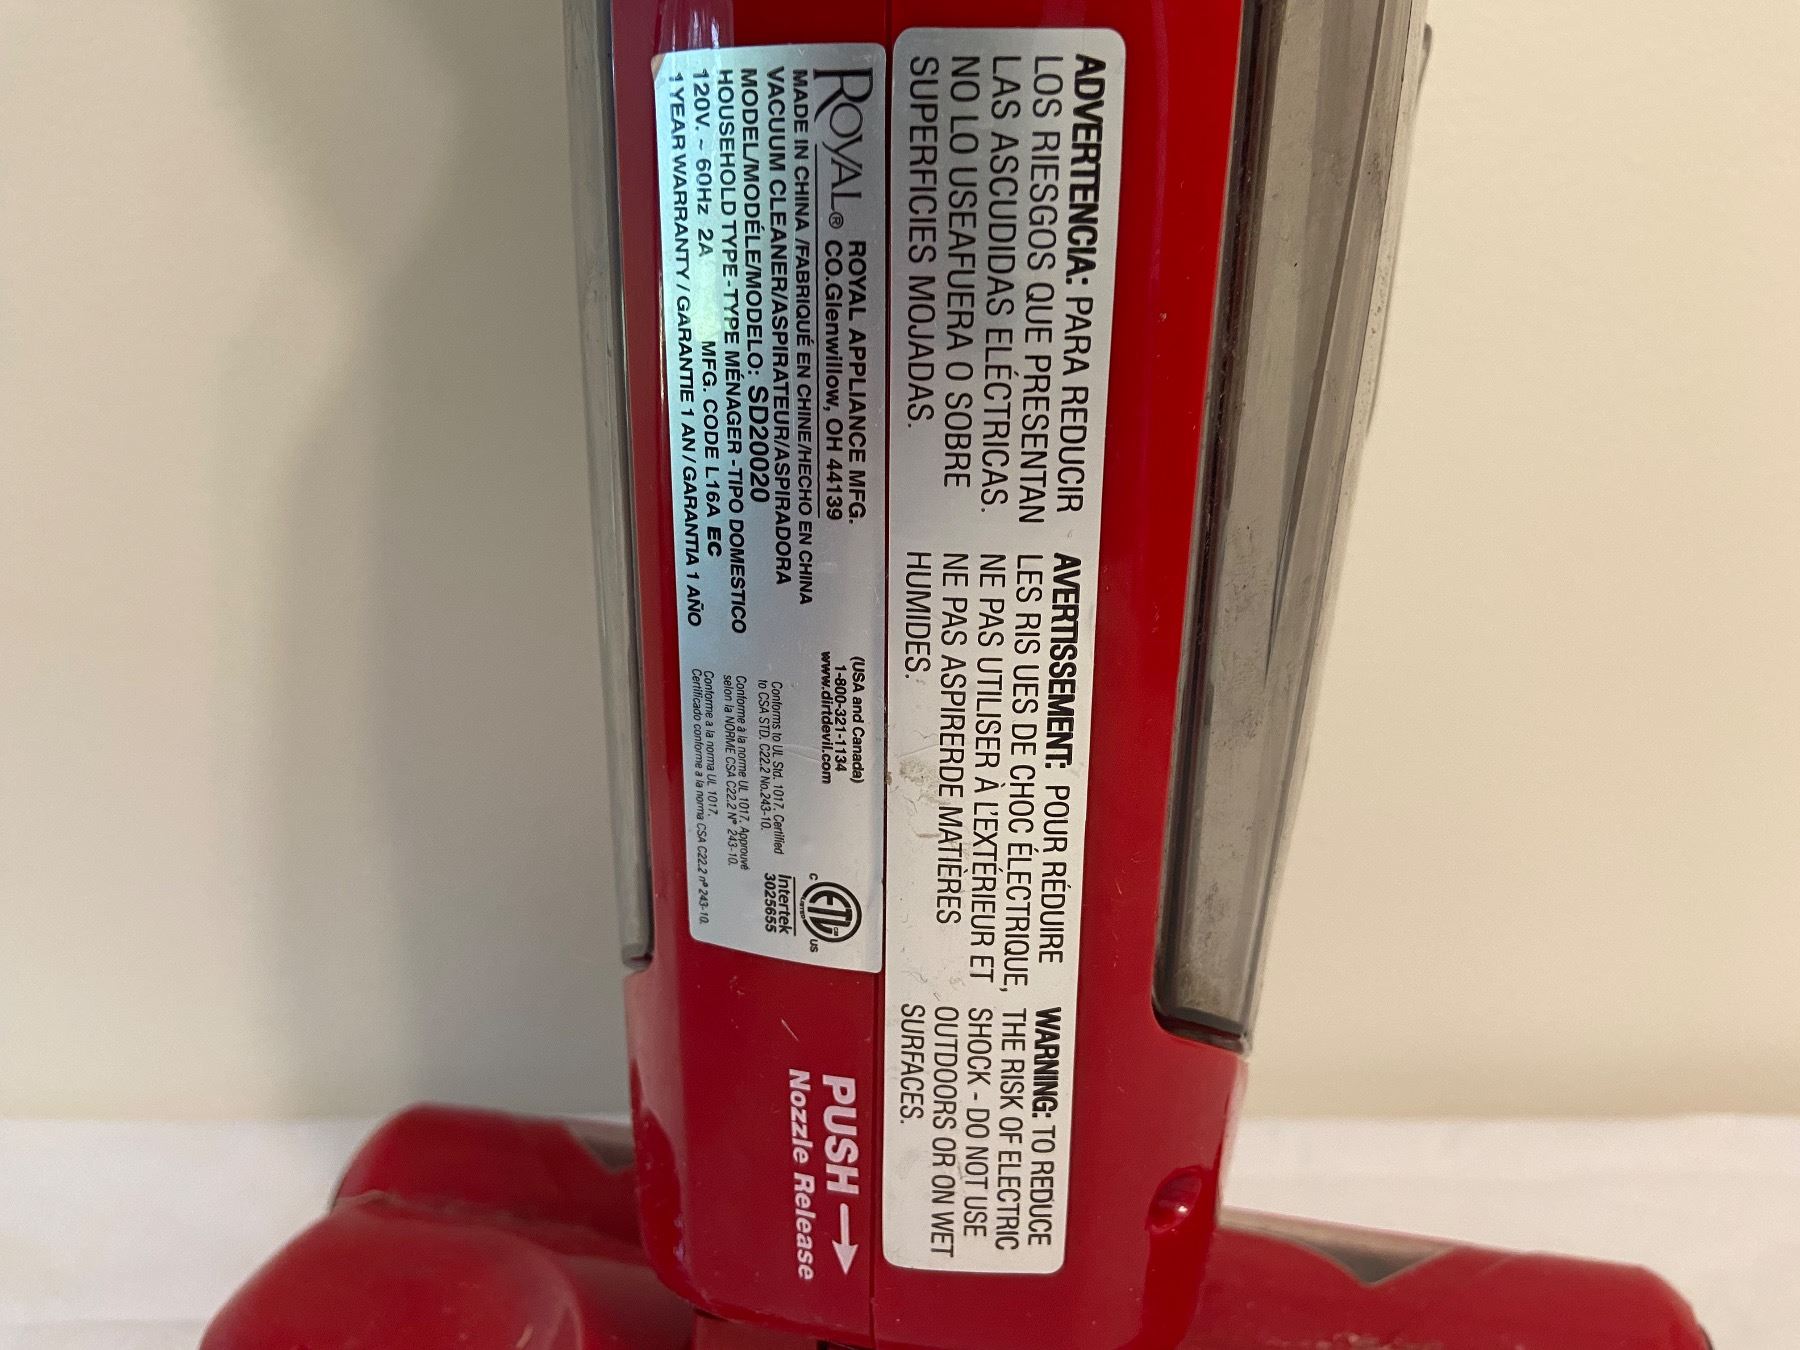 ADVERTENCIA: PARA REDUCIR
LOS RIESGOS QUE PRESENTAN
LAS ASCUDIDAS ELÉCTRICAS.
NO LO USEAFUERA O SOBRE
SUPERFICIES MOJADAS.
AVERTISSEMENT: POUR RÉDUIRE
LES RIS UES DE CHOC ÉLECTRIQUE,
NE PAS UTILISER À L'EXTÉRIEUR ET
NE PAS ASPIRERDE MATIÈRES
HUMIDES.
WARNING: TO REDUCE
THE RISK OF ELECTRIC
SHOCK - DO NOT USE
OUTDOORS OR ON WET
SURFACES.
ROYAL®
ROYAL APPLIANCE MFG.
CO.Glenwillow, OH 44139
MADE IN CHINA /FABRIQUÉ EN CHINE/HECHO EN CHINA
VACUUM CLEANER/ASPIRATEUR/ASPIRADORA
MODEL/MODÉLE/MODELO: SD20020
HOUSEHOLD TYPE-TYPE MÉNAGER -TIPO DOMESTICO
120V. ~ 60Hz 2A MFG. CODE L16A EC
1 YEAR WARRANTY / GARANTIE 1 AN / GARANTIA 1 AÑO
(USA and Canada)
1-800-321-1134
www.dirtdevil.com
Conforms to UL Std. 1017, Certified
to CSA STD. C22.2 No.243-10.
Conforme à la norme UL 1017, Approuvé
selon la NORME CSA C22.2 Nº 243-10.
Conforme a la norma UL 1017,
Certificado conforme a la norma CSA C22.2 nº 243-10.
C ETL CM US
LISTED
Intertek
3025655
PUSH →
Nozzle Release